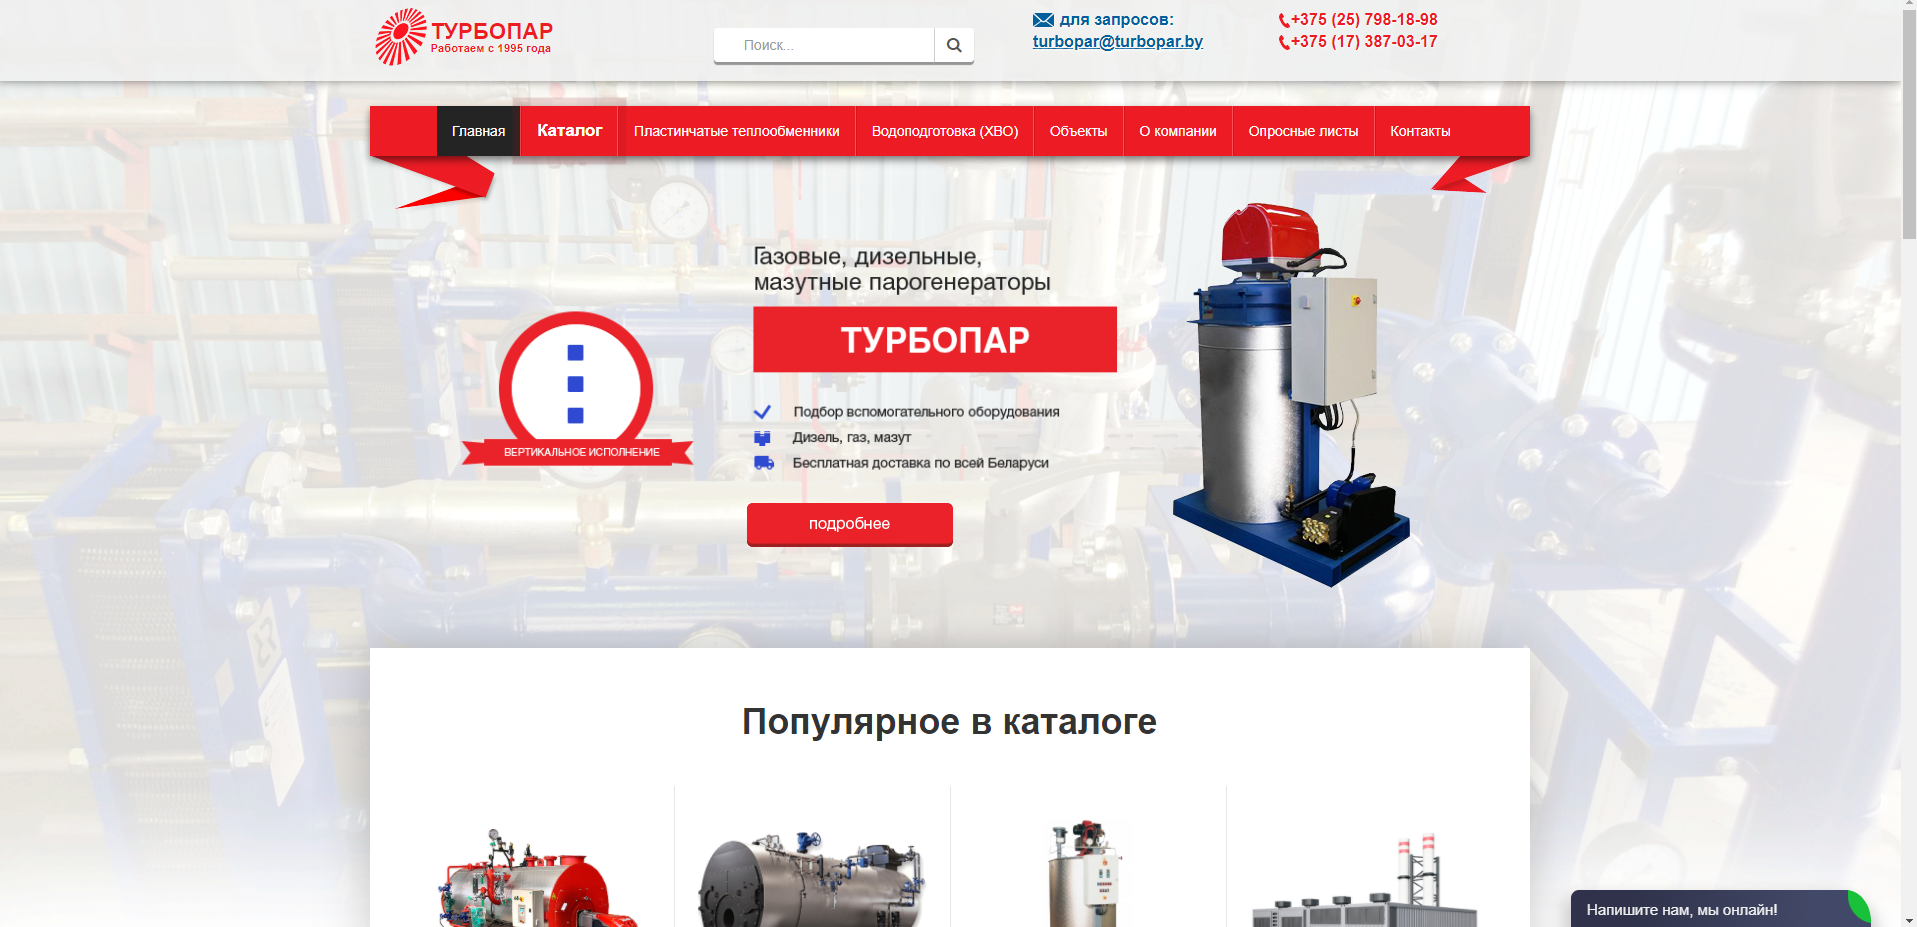 ТУРБОПАР
Работаем с 1995 года
Поиск...
для запросов:
turbopar@turbopar.by
+375 (25) 798-18-98
+375 (17) 387-03-17
Главная
Каталог
Пластинчатые теплообменники
Водоподготовка (ХВО)
Объекты
О компании
Опросные листы
Контакты
Газовые, дизельные,
мазутные парогенераторы
ТУРБОПАР
ВЕРТИКАЛЬНОЕ ИСПОЛНЕНИЕ
Подбор вспомогательного оборудования
Дизель, газ, мазут
Бесплатная доставка по всей Беларуси
подробнее
Популярное в каталоге
Напишите нам, мы онлайн!